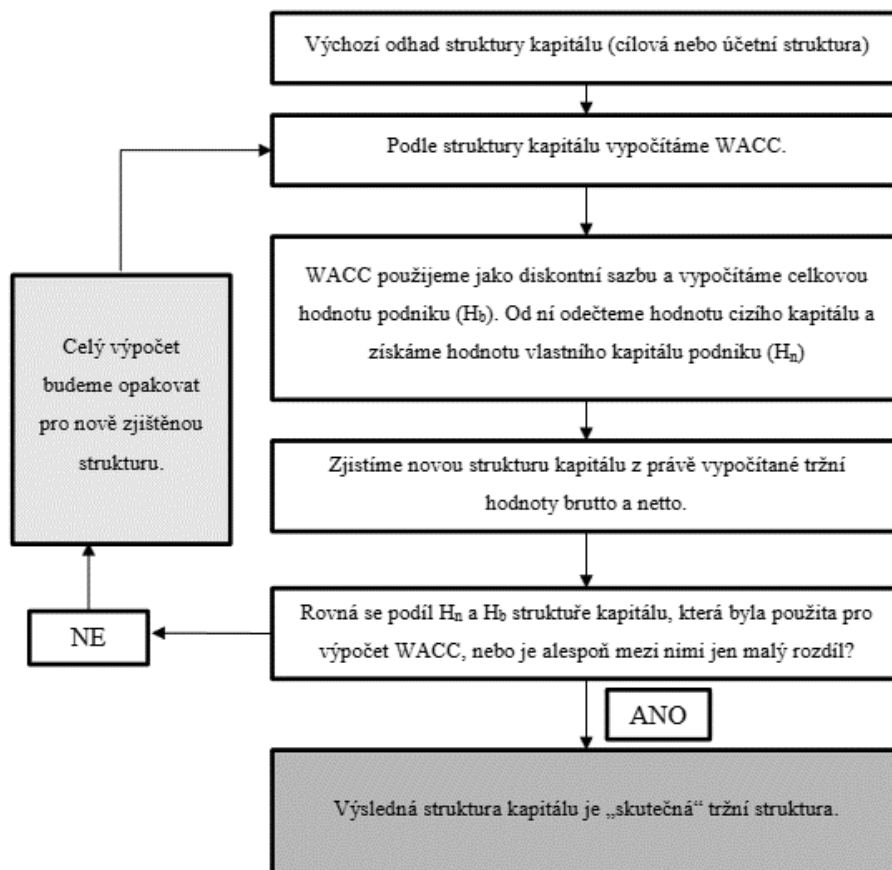 Výchozí odhad struktury kapitálu (cílová nebo účetní struktura)
Podle struktury kapitálu vypočítáme WACC.
WACC použijeme jako diskontní sazbu a vypočítáme celkovou
hodnotu podniku (Hb). Od ní odečteme hodnotu cizího kapitálu a
získáme hodnotu vlastního kapitálu podniku (Hn)
Celý výpočet
budeme opakovat
pro nově zjištěnou
strukturu.
Zjistíme novou strukturu kapitálu z právě vypočítané tržní
hodnoty brutto a netto.
Rovná se podíl Hn a Hb struktuře kapitálu, která byla použita pro
výpočet WACC, nebo je alespoň mezi nimi jen malý rozdíl?
NE
ANO
Výsledná struktura kapitálu je „skutečná“ tržní struktura.